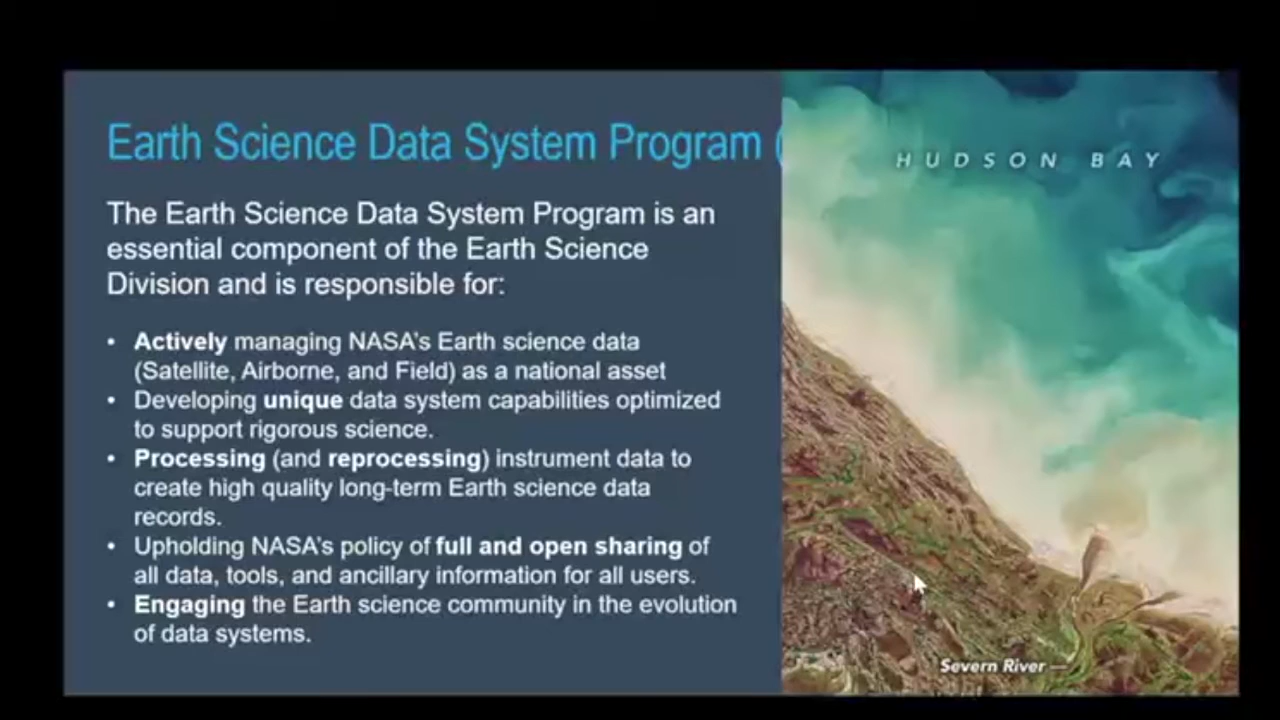 Earth Science Data System Program (
The Earth Science Data System Program is an
essential component of the Earth Science
Division and is responsible for:
• Actively managing NASA's Earth science data
(Satellite, Airborne, and Field) as a national asset
• Developing unique data system capabilities optimized
to support rigorous science.
• Processing (and reprocessing) instrument data to
create high quality long-term Earth science data
records.
• Upholding NASA's policy of full and open sharing of
all data, tools, and ancillary information for all users.
• Engaging the Earth science community in the evolution
of data systems.
HUDSON BAY
Severn River —